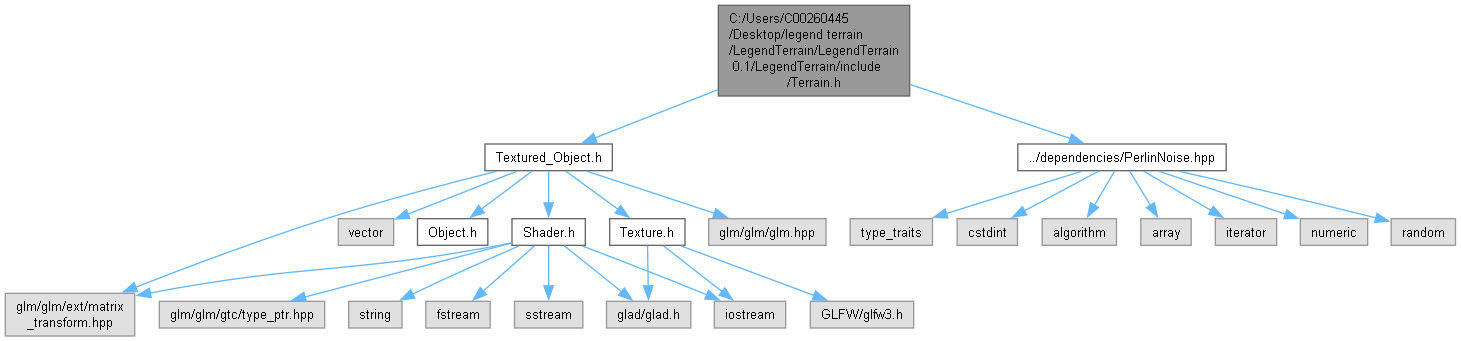 C:/Users/C00260445
/Desktop/legend terrain
/LegendTerrain/LegendTerrain
0.1/LegendTerrain/include
/Terrain.h
Textured_Object.h
../dependencies/PerlinNoise.hpp
vector
Object.h
Shader.h
Texture.h
glm/glm/glm.hpp
type_traits
cstdint
algorithm
array
iterator
numeric
random
glm/glm/ext/matrix
_transform.hpp
glm/glm/gtc/type_ptr.hpp
string
fstream
sstream
glad/glad.h
iostream
GLFW/glfw3.h